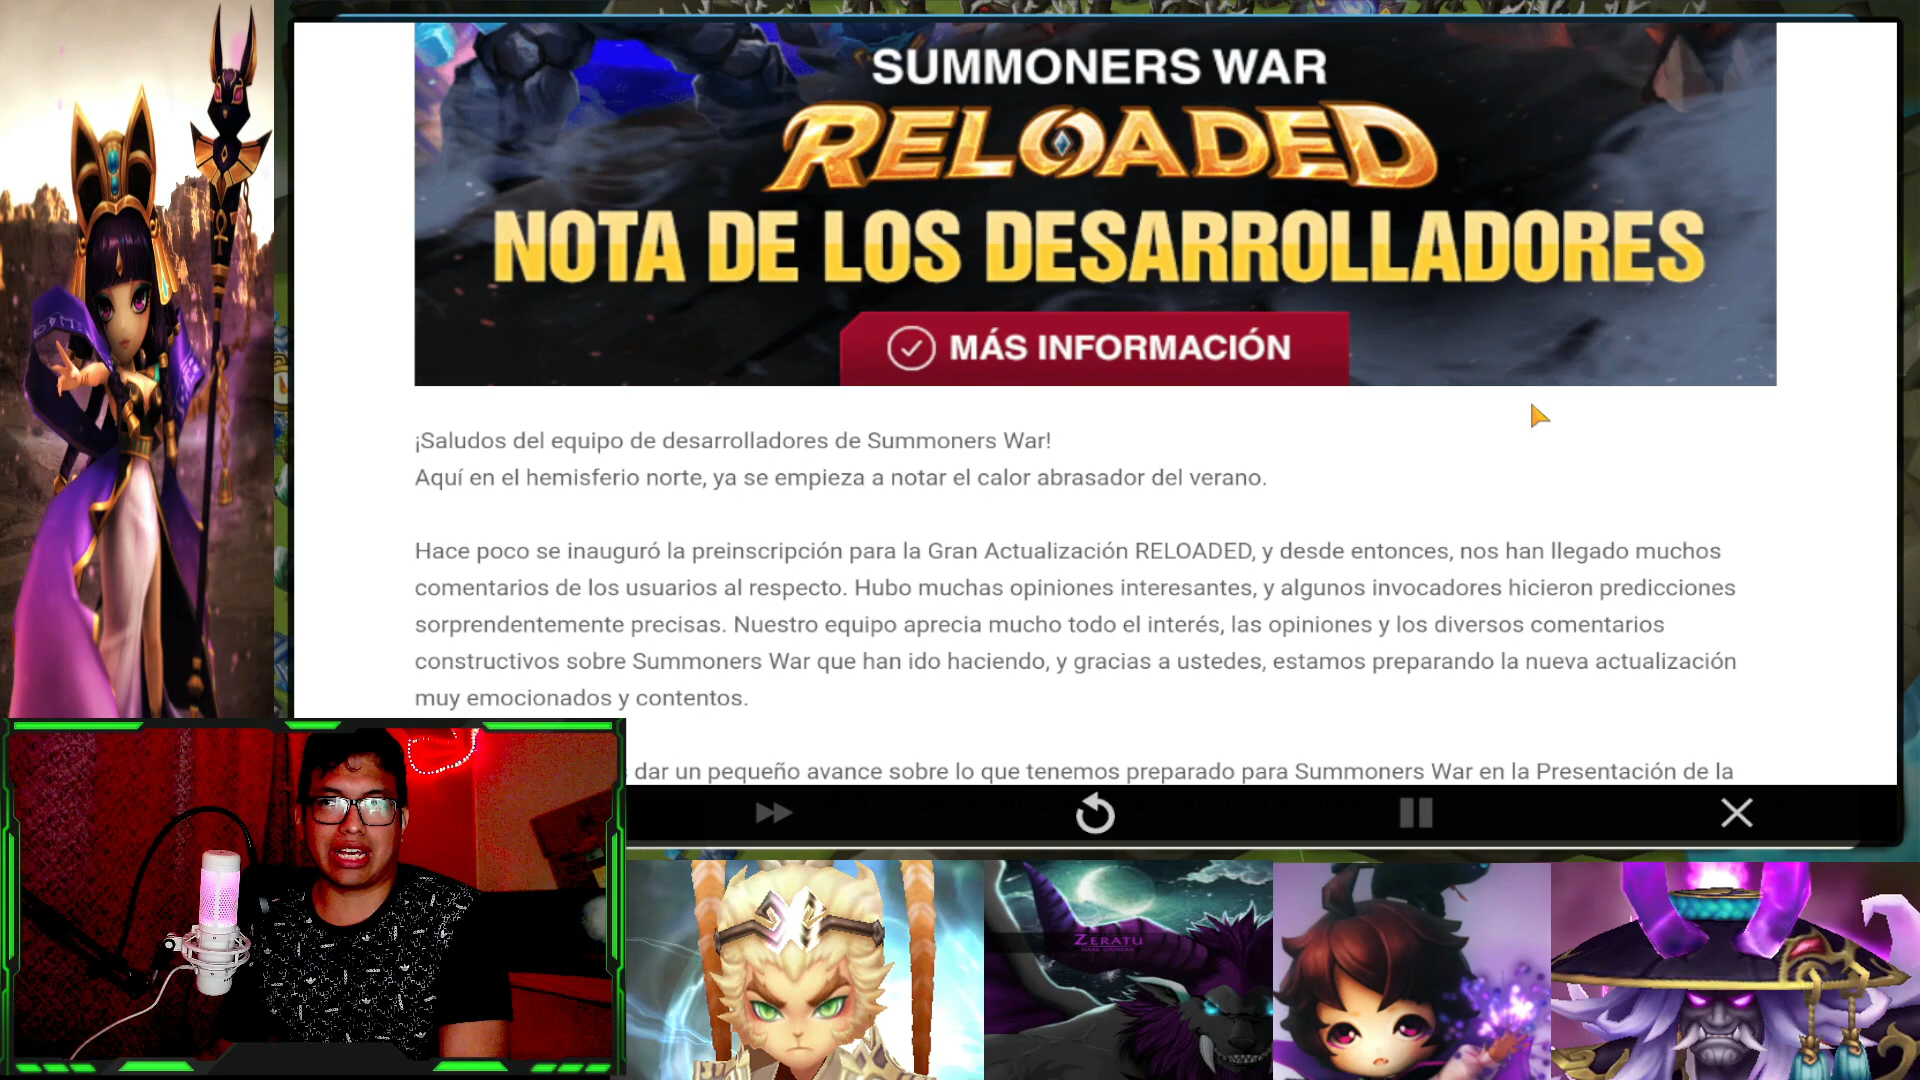 SUMMONERS WAR
RELOADED
NOTA DE LOS DESARROLLADORES
MÁS INFORMACIÓN
¡Saludos del equipo de desarrolladores de Summoners War!
Aquí en el hemisferio norte, ya se empieza a notar el calor abrasador del verano.
Hace poco se inauguró la preinscripción para la Gran Actualización RELOADED, y desde entonces, nos han llegado muchos
comentarios de los usuarios al respecto. Hubo muchas opiniones interesantes, y algunos invocadores hicieron predicciones
sorprendentemente precisas. Nuestro equipo aprecia mucho todo el interés, las opiniones y los diversos comentarios
constructivos sobre Summoners War que han ido haciendo, y gracias a ustedes, estamos preparando la nueva actualización
muy emocionados y contentos.
dar un pequeño avance sobre lo que tenemos preparado para Summoners War en la Presentación de la
ZERATU